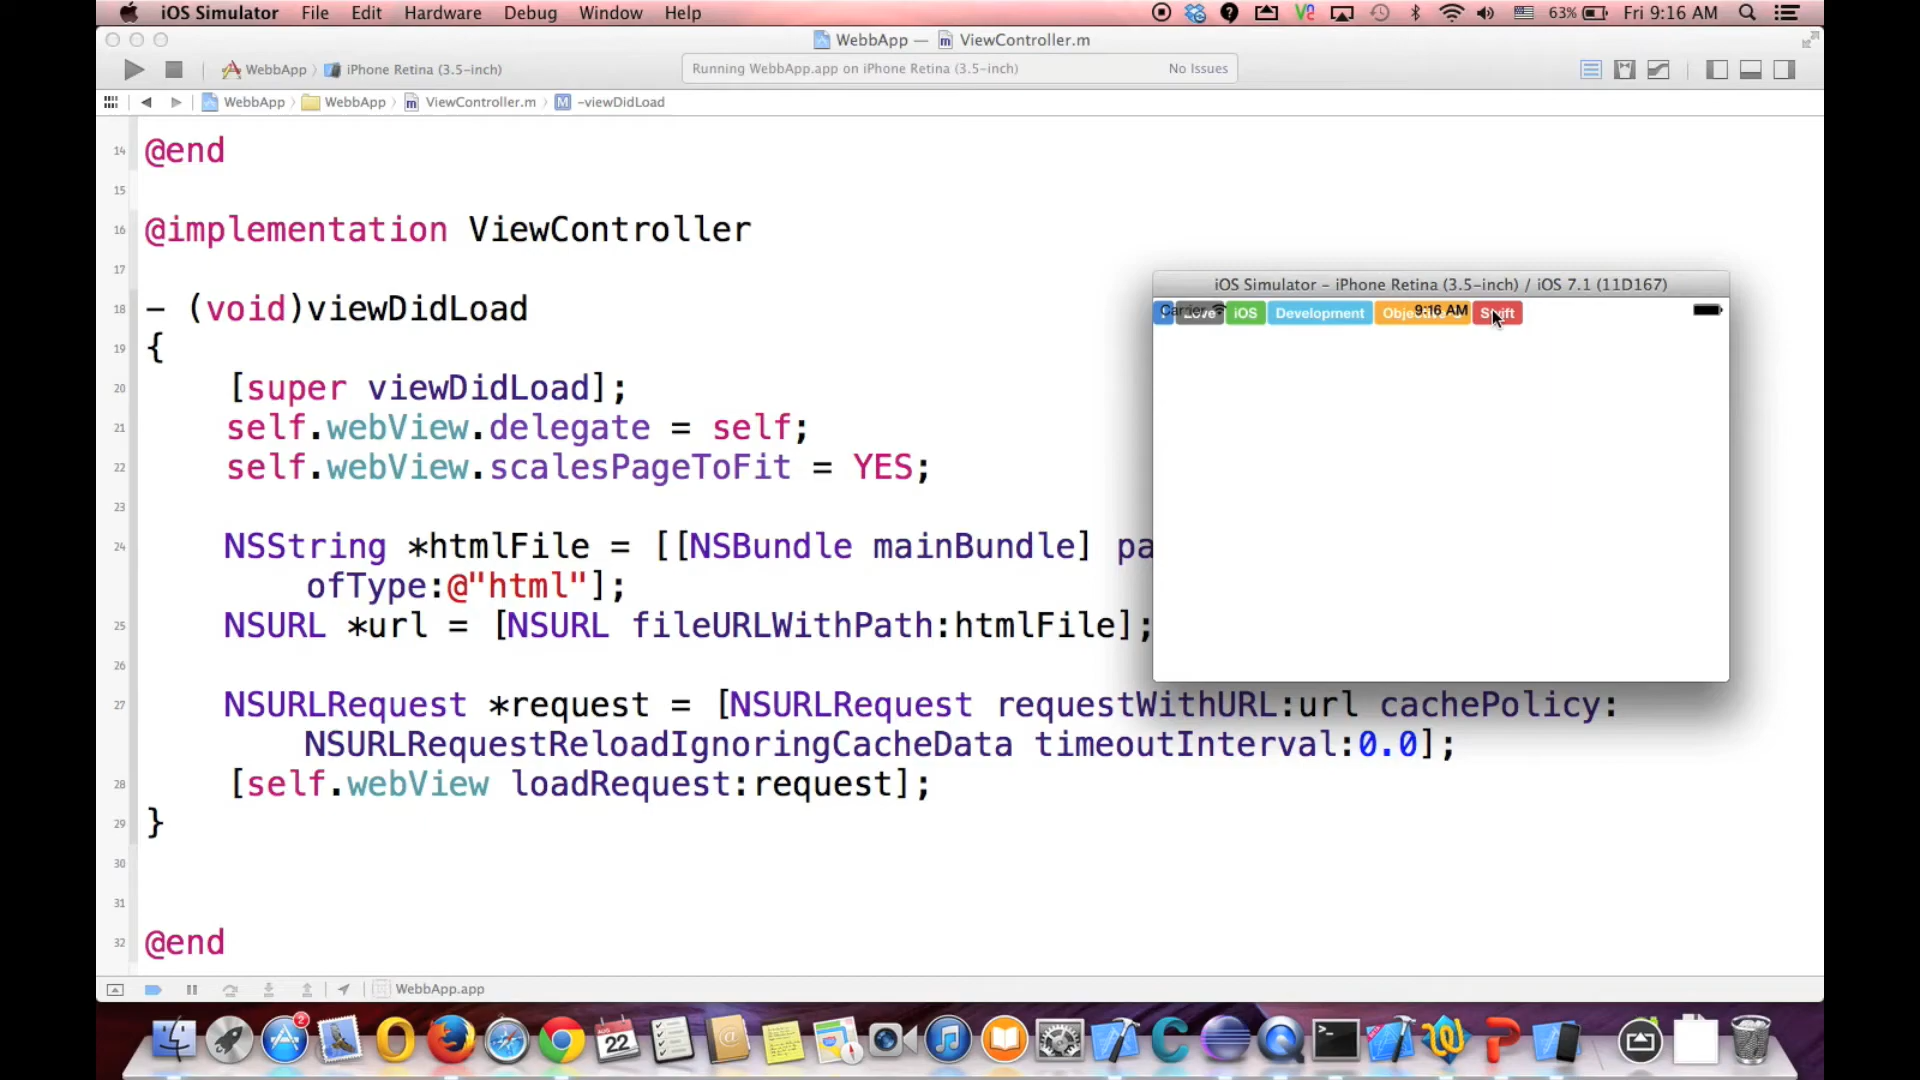 iOS Simulator File Edit Hardware Debug Window Help 63% Fri 9:16 AM
WebbApp — ViewController.m
WebbApp iPhone Retina (3.5-inch) Running WebbApp.app on iPhone Retina (3.5-inch) No Issues
WebbApp WebbApp ViewController.m M -viewDidLoad
14 @end
15
16 @implementation ViewController
17
iOS Simulator - iPhone Retina (3.5-inch) / iOS 7.1 (11D167)
Carrier 9:16 AM
Love iOS Development Swift
18 - (void)viewDidLoad
19 {
20 [super viewDidLoad];
21 self.webView.delegate = self;
22 self.webView.scalesPageToFit = YES;
23
24 NSString *htmlFile = [[NSBundle mainBundle] pa
ofType:@"html"];
25 NSURL *url = [NSURL fileURLWithPath:htmlFile];
26
27 NSURLRequest *request = [NSURLRequest requestWithURL:url cachePolicy:
NSURLRequestReloadIgnoringCacheData timeoutInterval:0.0];
28 [self.webView loadRequest:request];
29 }
30
31
32 @end
WebbApp.app
2
AUG
22